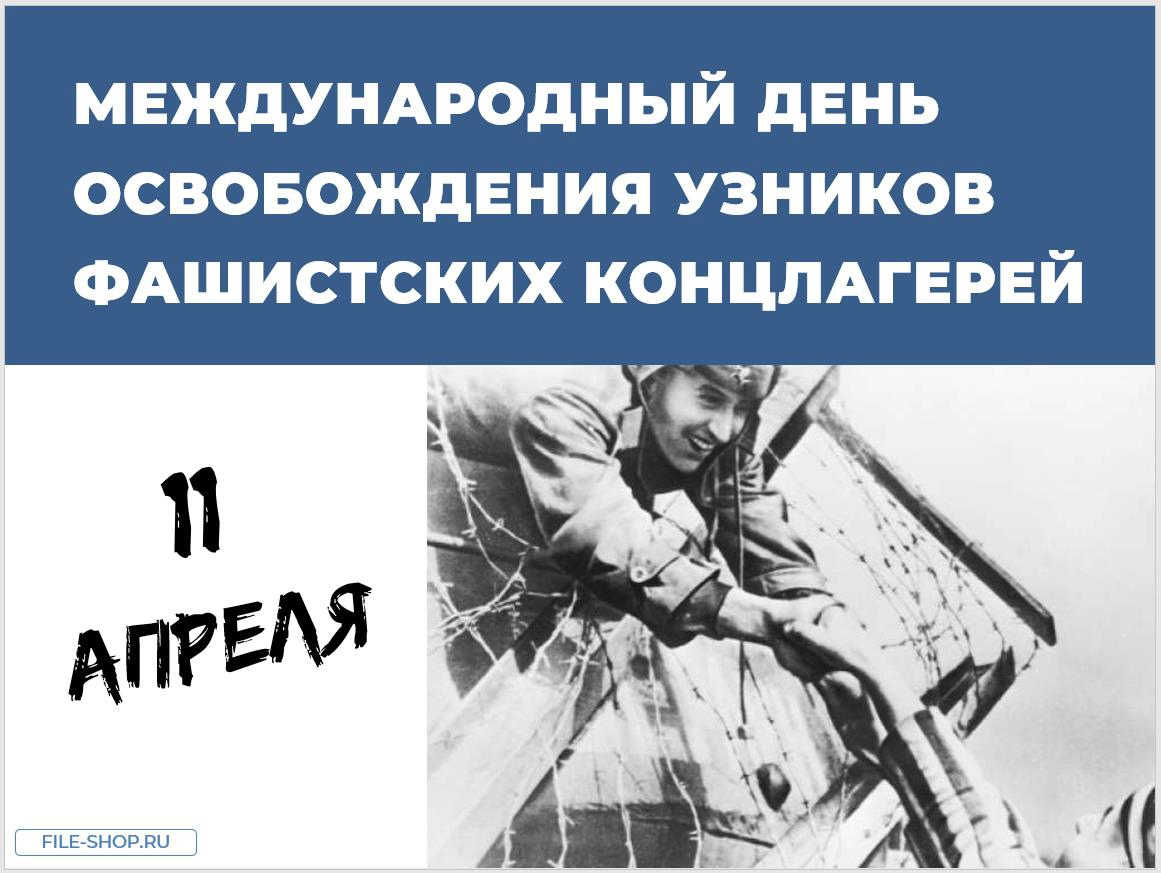 МЕЖДУНАРОДНЫЙ ДЕНЬ
ОСВОБОЖДЕНИЯ УЗНИКОВ
ФАШИСТСКИХ КОНЦЛАГЕРЕЙ
11
АПРЕЛЯ
FILE-SHOP.RU